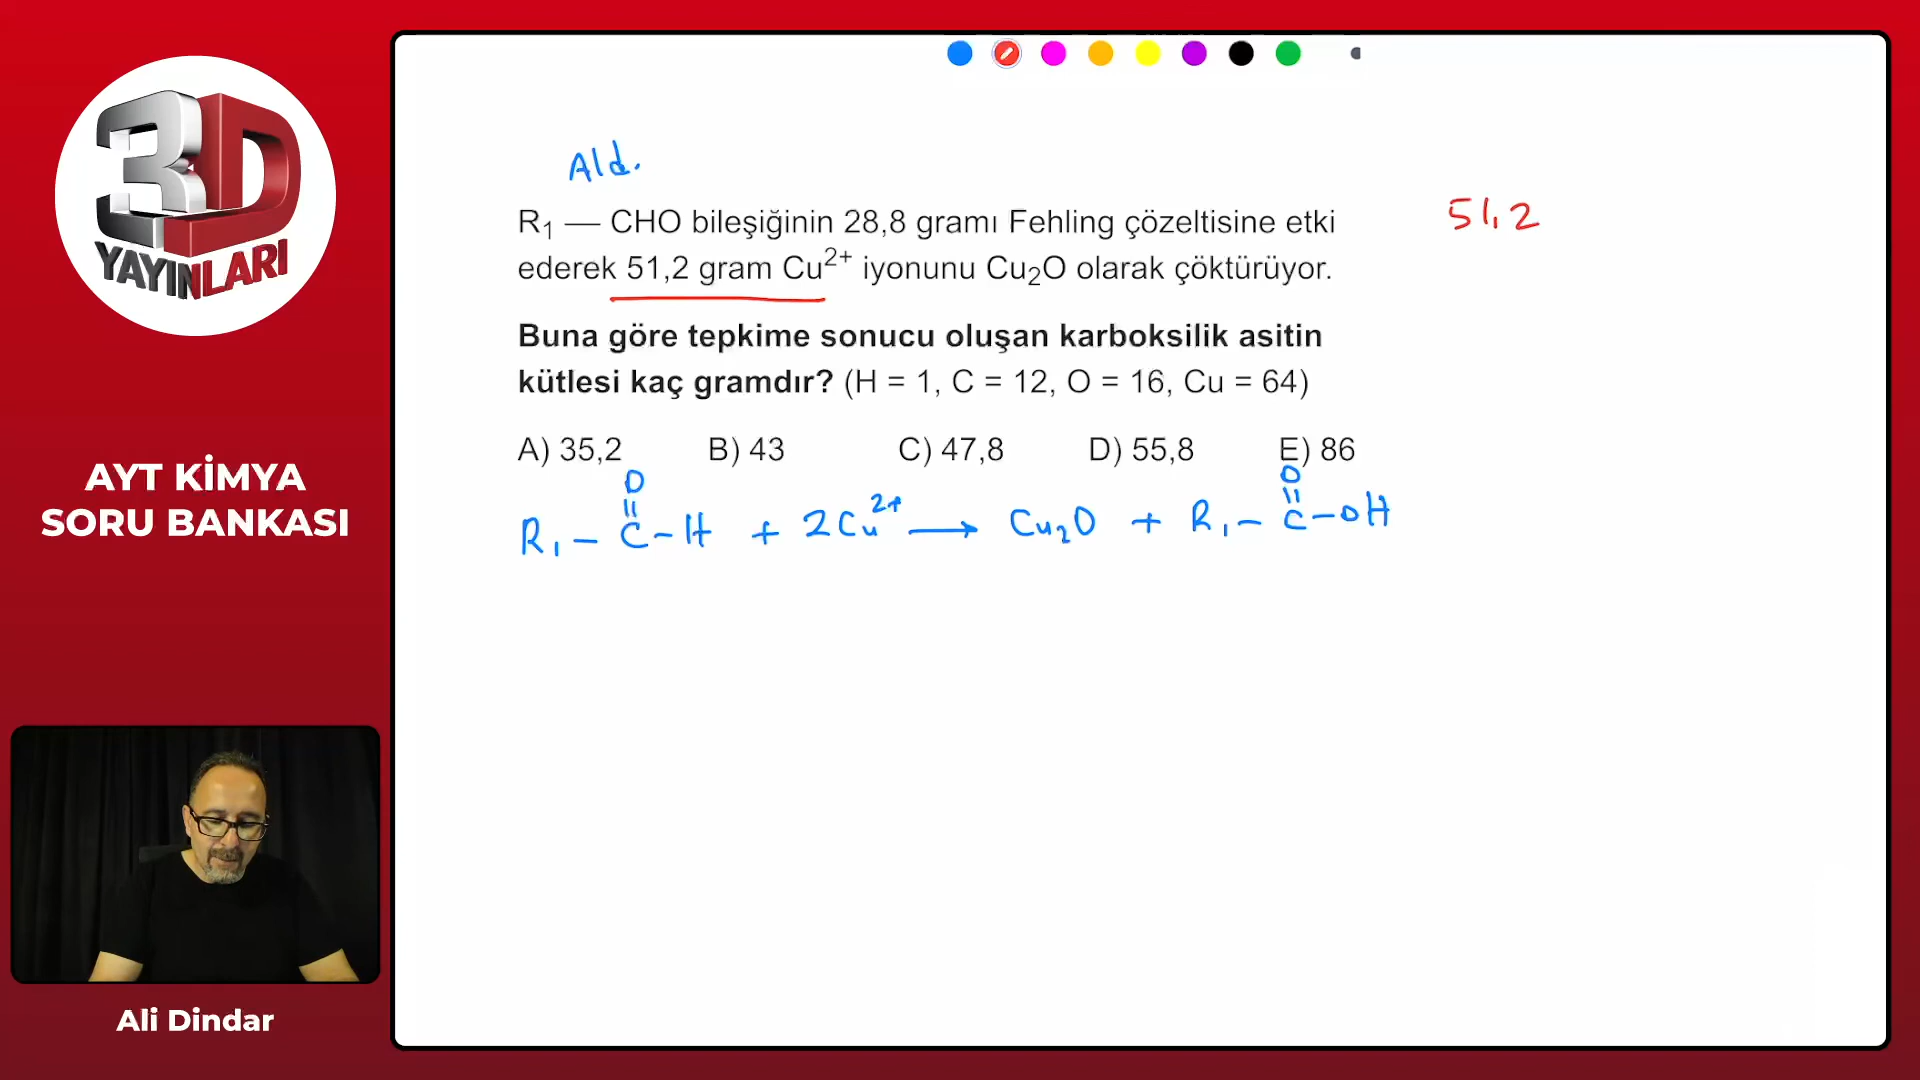 3D
YAYINLARI
AYT KİMYA
SORU BANKASI
Ali Dindar
Ald.
R₁ — CHO bileşiğinin 28,8 gramı Fehling çözeltisine etki
ederek 51,2 gram Cu²⁺ iyonunu Cu₂O olarak çöktürüyor.
51,2
Buna göre tepkime sonucu oluşan karboksilik asitin
kütlesi kaç gramdır? (H = 1, C = 12, O = 16, Cu = 64)
A) 35,2 B) 43 C) 47,8 D) 55,8 E) 86
O O
|| ||
R₁ – C – H + 2Cu²⁺ → Cu₂O + R₁ – C – OH